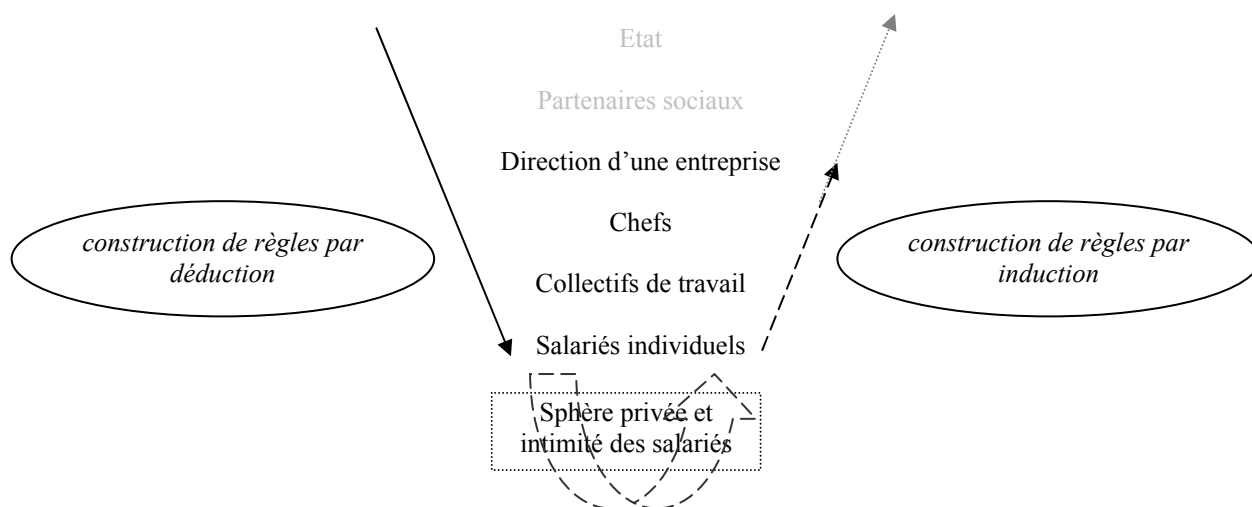 Etat
Partenaires sociaux
Direction d’une entreprise
Chefs
construction de règles par
déduction
construction de règles par
induction
Collectifs de travail
Salariés individuels
Sphère privée et
intimité des salariés